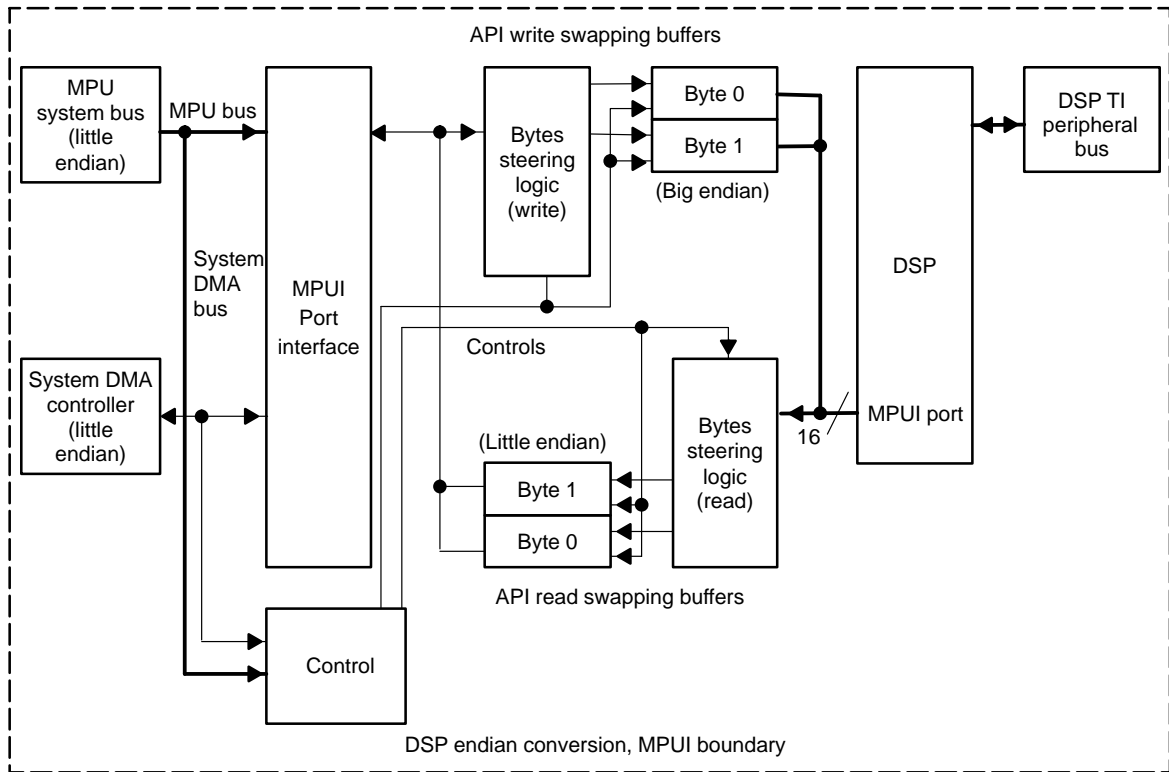 API write swapping buffers
MPU
system bus
(little
endian)
MPU bus
System
DMA
bus
MPUI
Port
interface
Bytes
steering
logic
(write)
Byte 0
Byte 1
(Big endian)
DSP
MPUI port
DSP TI
peripheral
bus
System DMA
controller
(little
endian)
Controls
(Little endian)
Byte 1
Byte 0
Bytes
steering
logic
(read)
16
API read swapping buffers
Control
DSP endian conversion, MPUI boundary